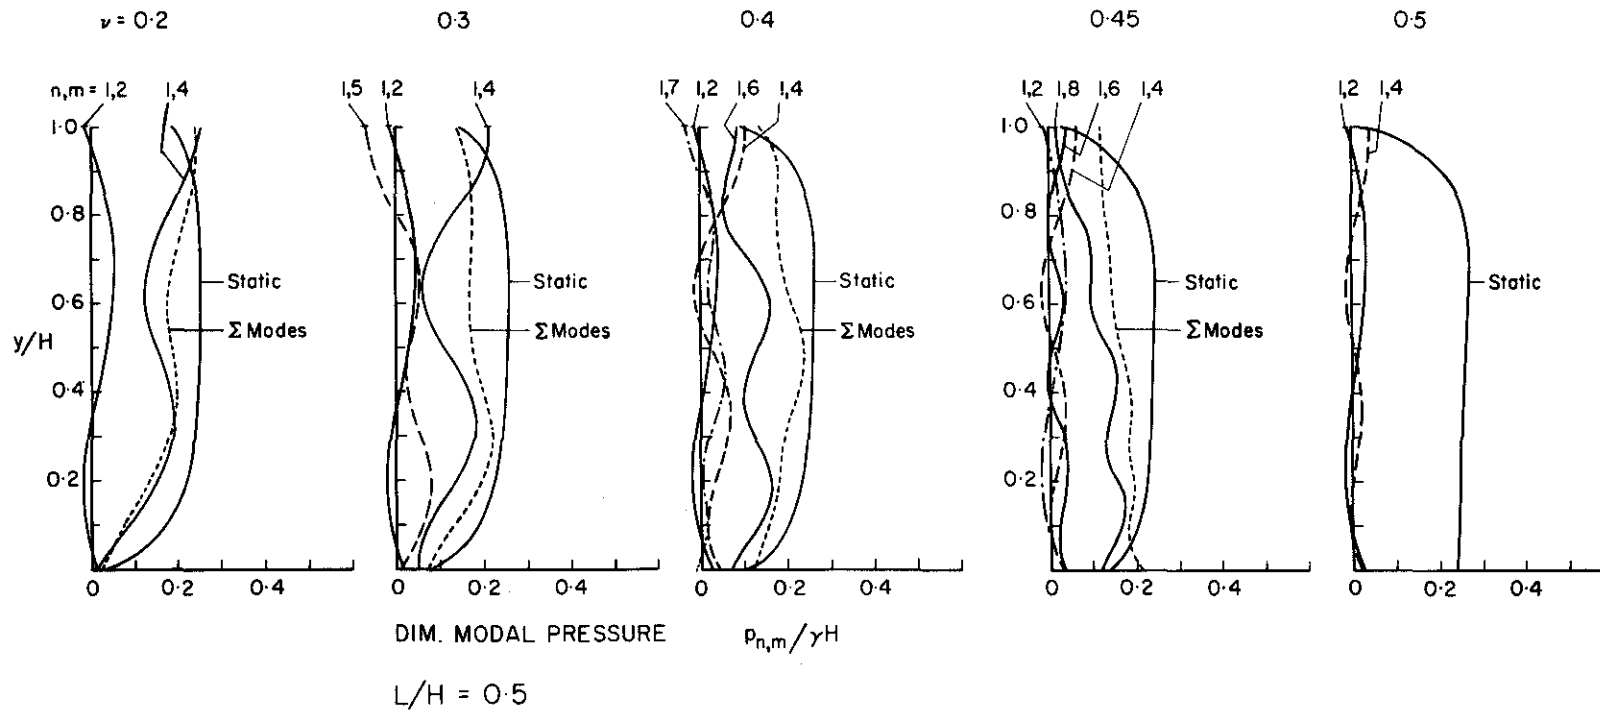 ν = 0·2 0·3 0·4 0·45 0·5
n,m = 1,2 1,4 1,5 1,2 1,4 1,7 1,2 1,6 1,4 1,2 1,8 1,6 1,4 1,2 1,4
1·0 1·0
0·8 0·8
Static Static Static Static Static
0·6 0·6
Σ Modes Σ Modes Σ Modes
y/H
0·4 0·4
0·2 0·2
0 0·2 0·4 0 0·2 0·4 0 0·2 0·4 0 0·2 0·4 0 0·2 0·4
DIM. MODAL PRESSURE pn,m/γH
L/H = 0·5